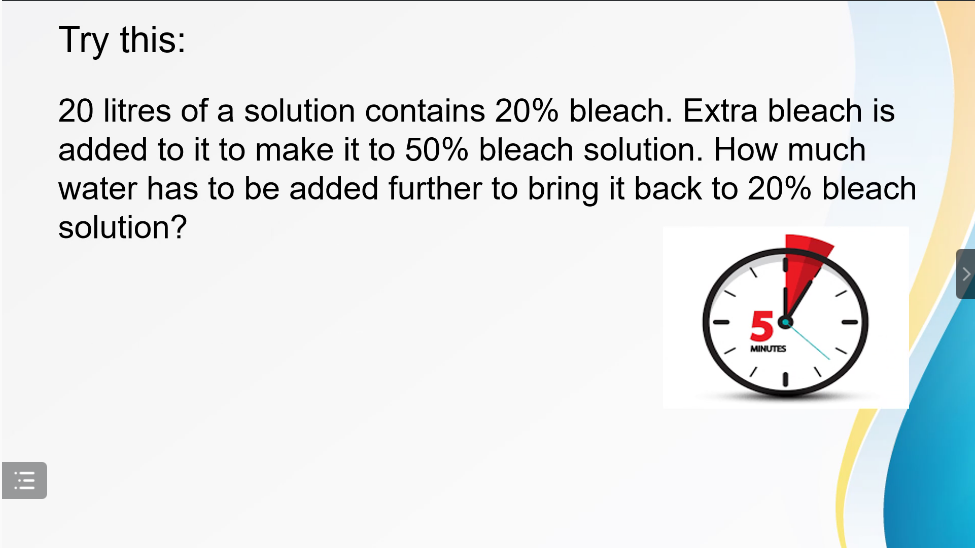 Try this:
20 litres of a solution contains 20% bleach. Extra bleach is
added to it to make it to 50% bleach solution. How much
water has to be added further to bring it back to 20% bleach
solution?
5
MINUTES